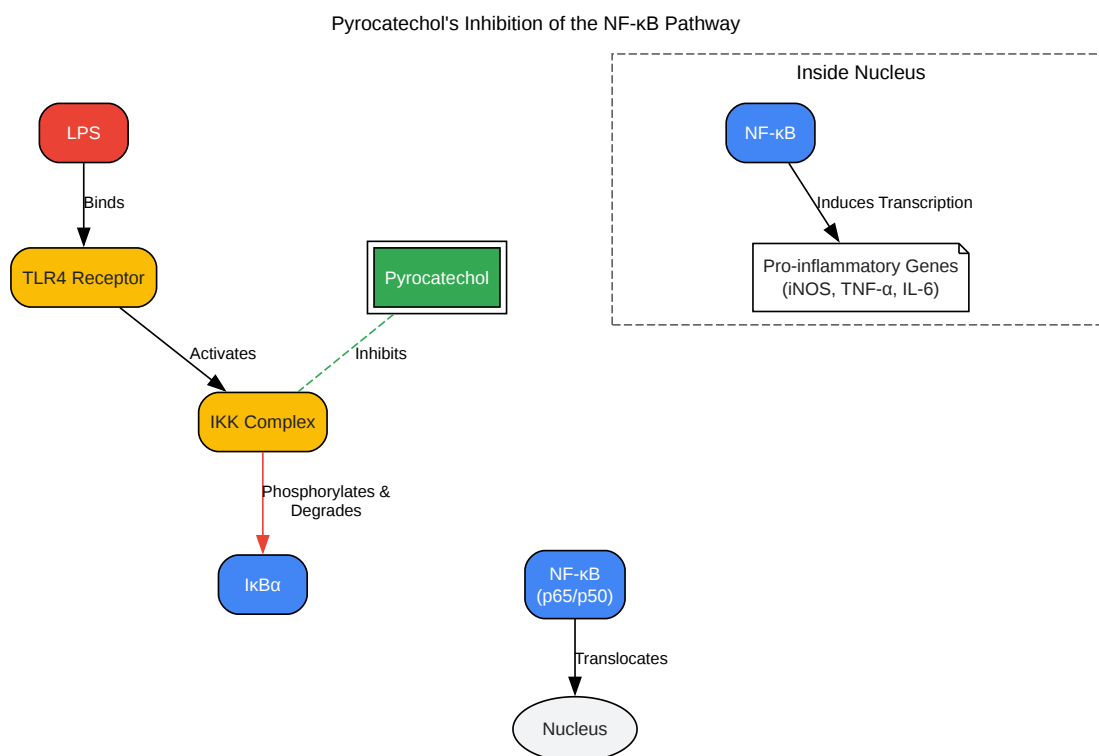 Pyrocatechol's Inhibition of the NF-κB Pathway
Inside Nucleus
LPS
NF-κB
Binds
Induces Transcription
TLR4 Receptor
Pyrocatechol
Pro-inflammatory Genes
(iNOS, TNF-α, IL-6)
Activates
Inhibits
IKK Complex
Phosphorylates &
Degrades
IκBα
NF-κB
(p65/p50)
Translocates
Nucleus